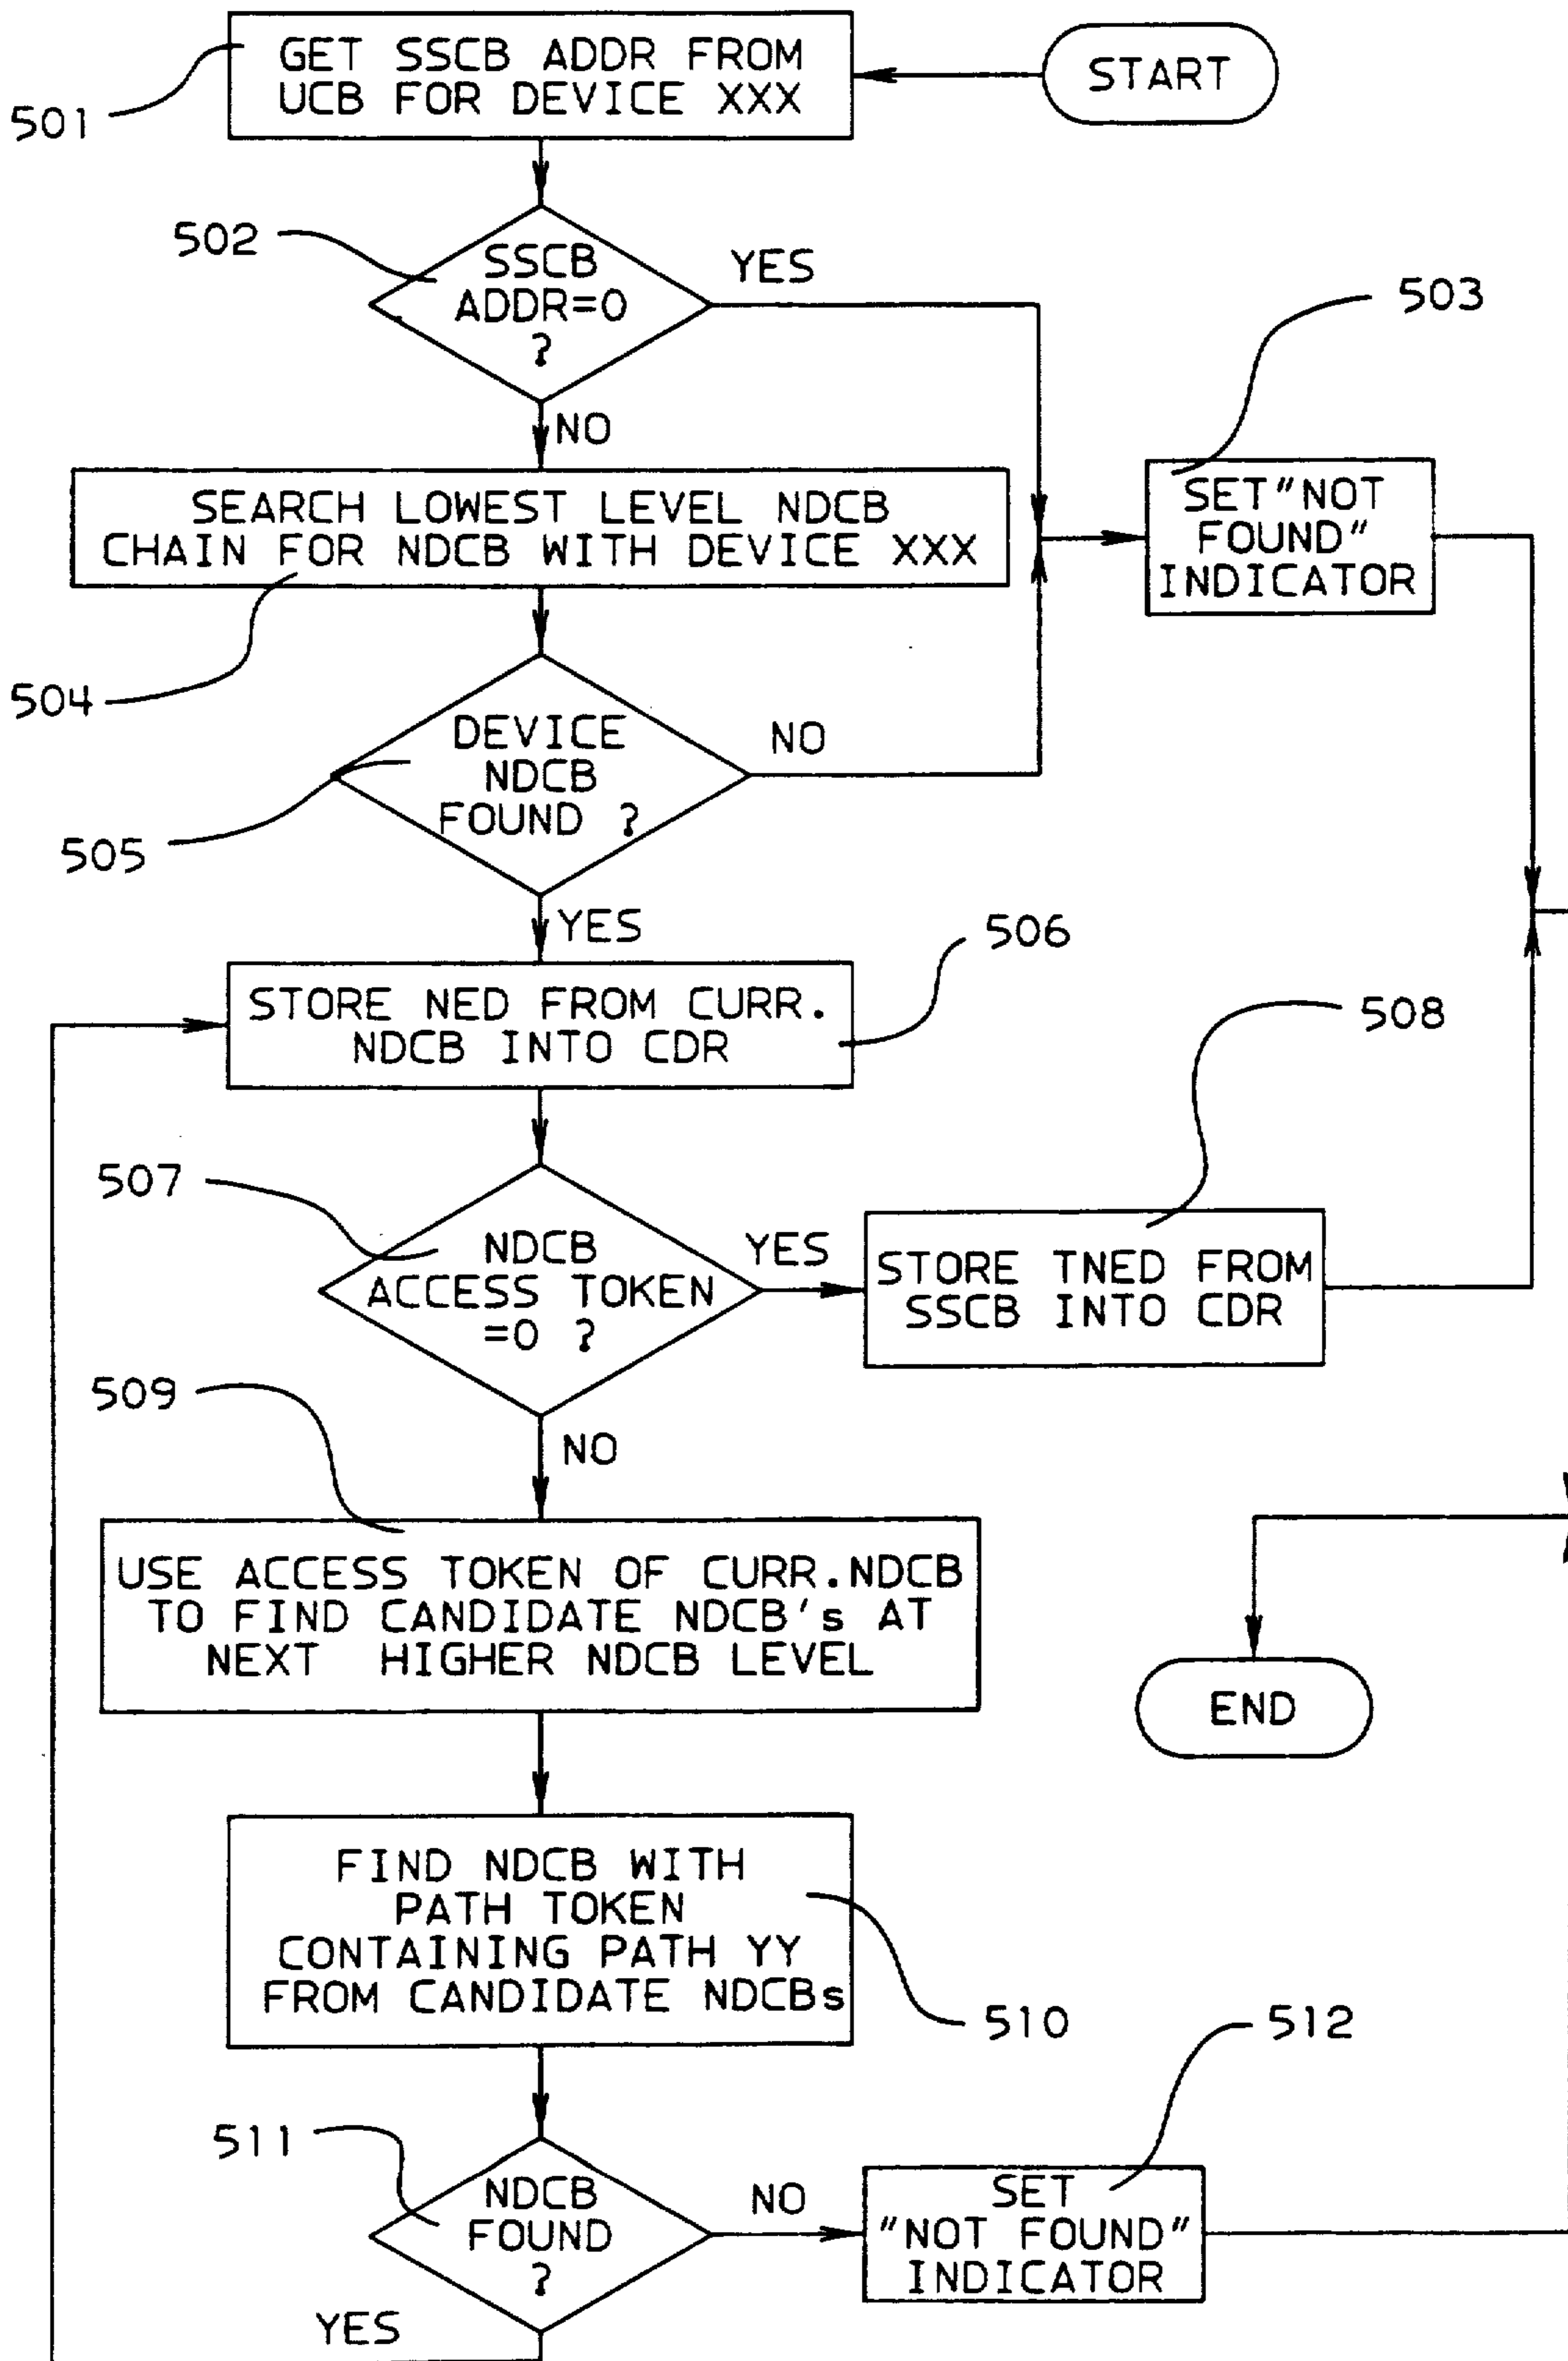 START
501
GET SSCB ADDR FROM
UCB FOR DEVICE XXX
502
SSCB
ADDR=0
?
YES
NO
503
SET"NOT
FOUND"
INDICATOR
SEARCH LOWEST LEVEL NDCB
CHAIN FOR NDCB WITH DEVICE XXX
504
DEVICE
NDCB
FOUND ?
NO
505
YES
506
STORE NED FROM CURR.
NDCB INTO CDR
508
507
NDCB
ACCESS TOKEN
=0 ?
YES
STORE TNED FROM
SSCB INTO CDR
509
NO
USE ACCESS TOKEN OF CURR.NDCB
TO FIND CANDIDATE NDCB's AT
NEXT HIGHER NDCB LEVEL
END
FIND NDCB WITH
PATH TOKEN
CONTAINING PATH YY
FROM CANDIDATE NDCBs
510
512
511
NDCB
FOUND
?
NO
SET
"NOT FOUND"
INDICATOR
YES